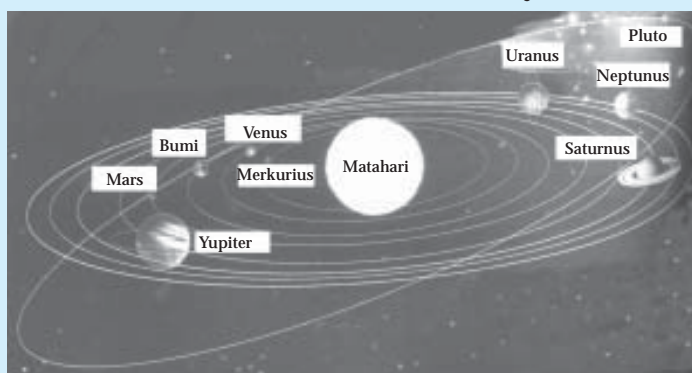 Pluto
Uranus
Neptunus
Venus
Bumi
Saturnus
Matahari
Merkurius
Mars
Yupiter